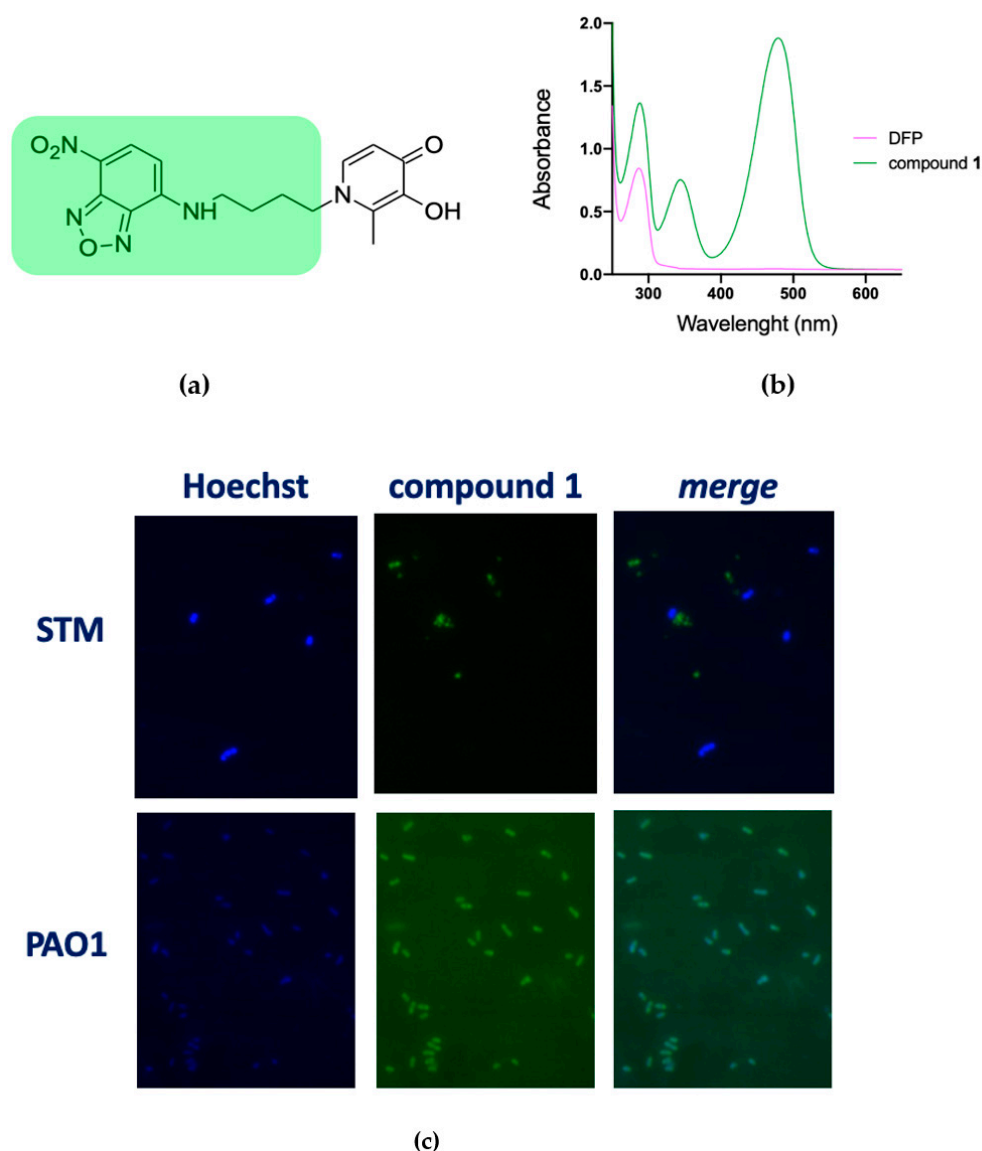 O₂N
N
O
N
NH
N
O
OH
(a)
2.0
1.5
1.0
0.5
0.0
300 400 500 600
Absorbance
Wavelenght (nm)
DFP
compound 1
(b)
Hoechst compound 1 merge
STM
PAO1
(c)